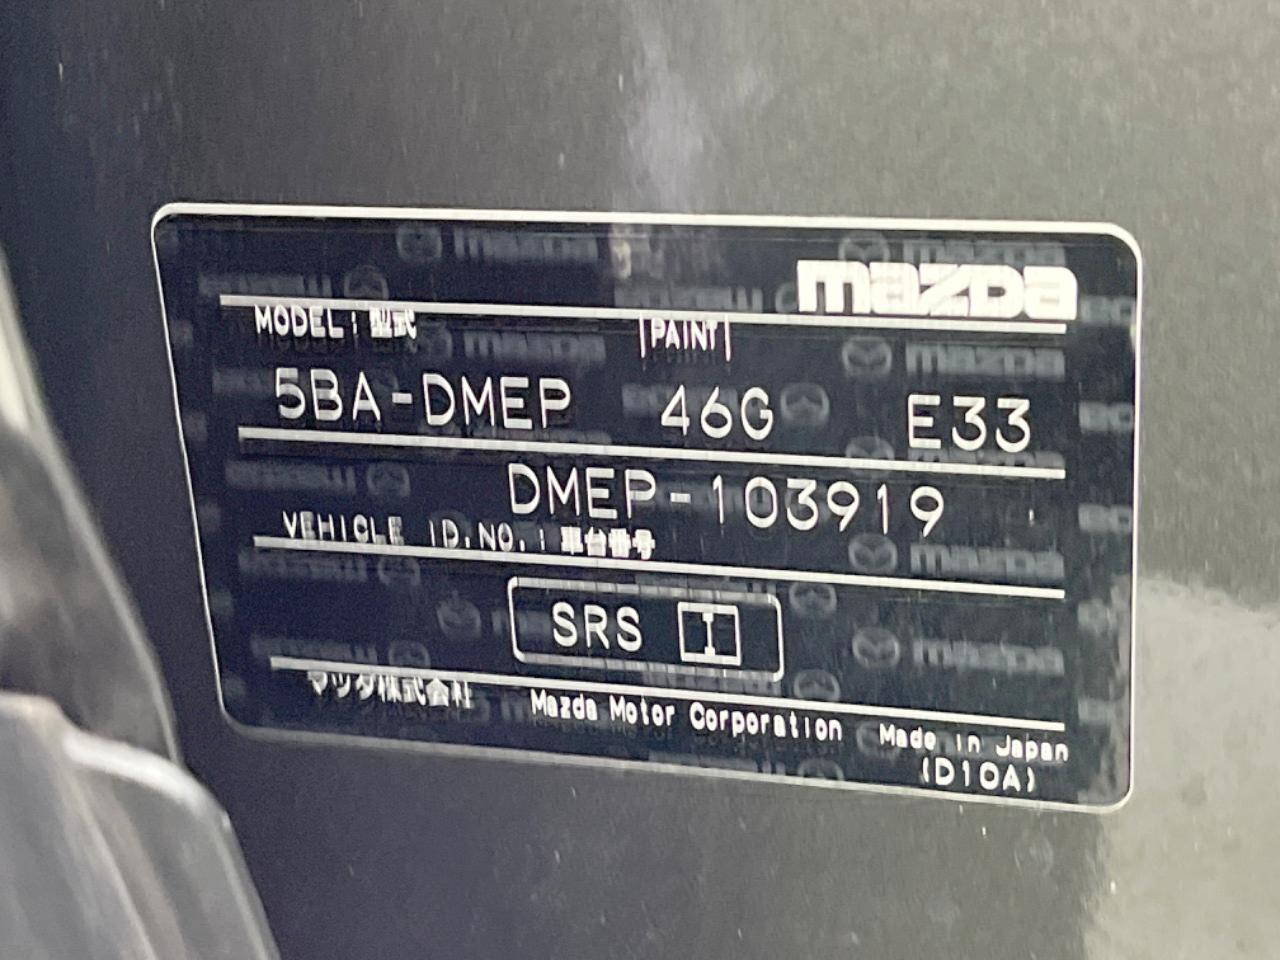 mazda
MODEL: 型式 |PAINT|
5BA-DMEP 46G E33
DMEP-103919
VEHICLE ID.NO.: 車台番号
SRS I
マツダ株式会社 Mazda Motor Corporation Made in Japan
(D10A)